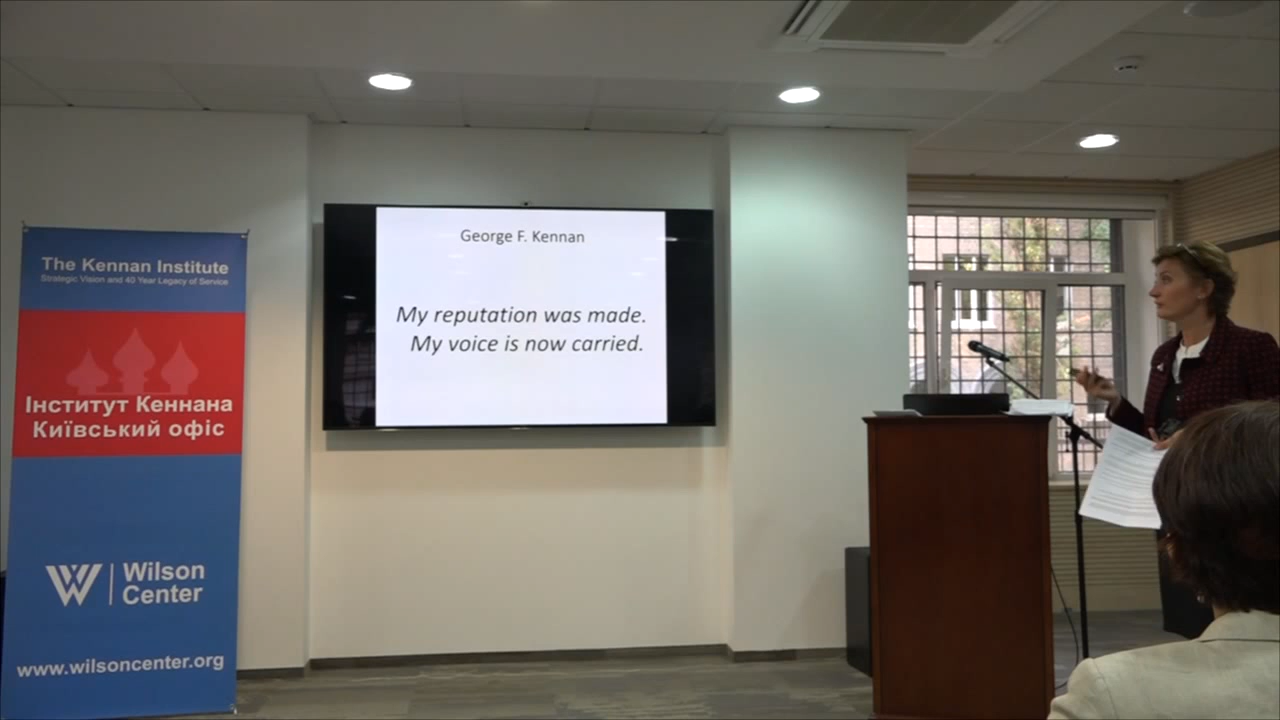 The Kennan Institute
Strategic Vision and 40 Year Legacy of Service
Інститут Кеннана
Київський офіс
Wilson
Center
www.wilsoncenter.org
George F. Kennan
My reputation was made.
My voice is now carried.